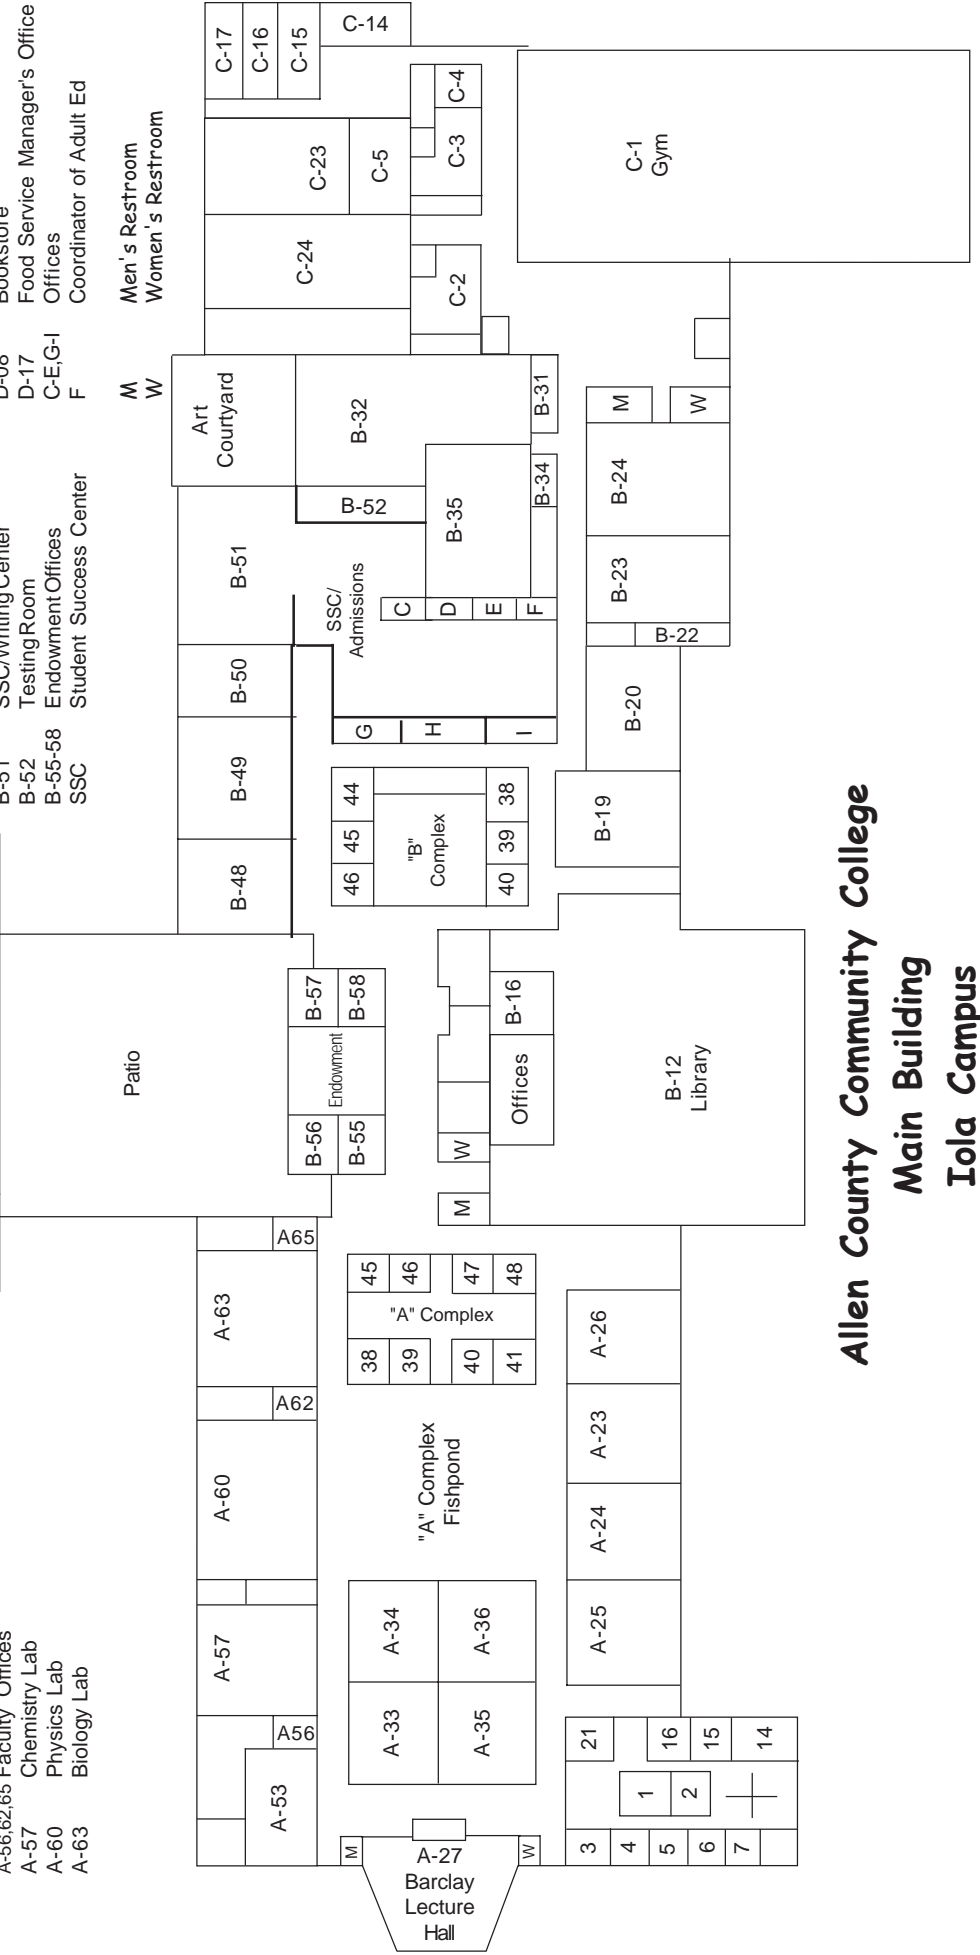 A-56,62,65 Faculty Offices
A-57 Chemistry Lab
A-60 Physics Lab
A-63 Biology Lab
B-51 SSC/Writing Center
B-52 Testing Room
B-55-58 Endowment Offices
SSC Student Success Center
D-08 Bookstore
D-17 Food Service Manager's Office
C-E,G-I Offices
F Coordinator of Adult Ed
M Men's Restroom
W Women's Restroom
Patio
A-53
A56
A-57
A-60
A62
A-63
A65
B-56
B-55
Endowment
B-57
B-58
B-48
B-49
B-50
B-51
Art
Courtyard
B-32
B-52
B-35
B-31
B-34
SSC/
Admissions
C
D
E
F
G
H
I
C-24
C-23
C-5
C-17
C-16
C-15
C-14
C-2
C-3
C-4
C-1
Gym
M
A-27
Barclay
Lecture
Hall
W
A-33
A-34
A-35
A-36
"A" Complex
Fishpond
38
39
40
41
"A" Complex
45
46
47
48
M
W
Offices
B-16
B-12
Library
46
45
44
"B"
Complex
40
39
38
B-19
B-20
B-22
B-23
B-24
M
W
3
4
5
6
7
1
2
21
16
15
14
A-25
A-24
A-23
A-26
Allen County Community College
Main Building
Iola Campus